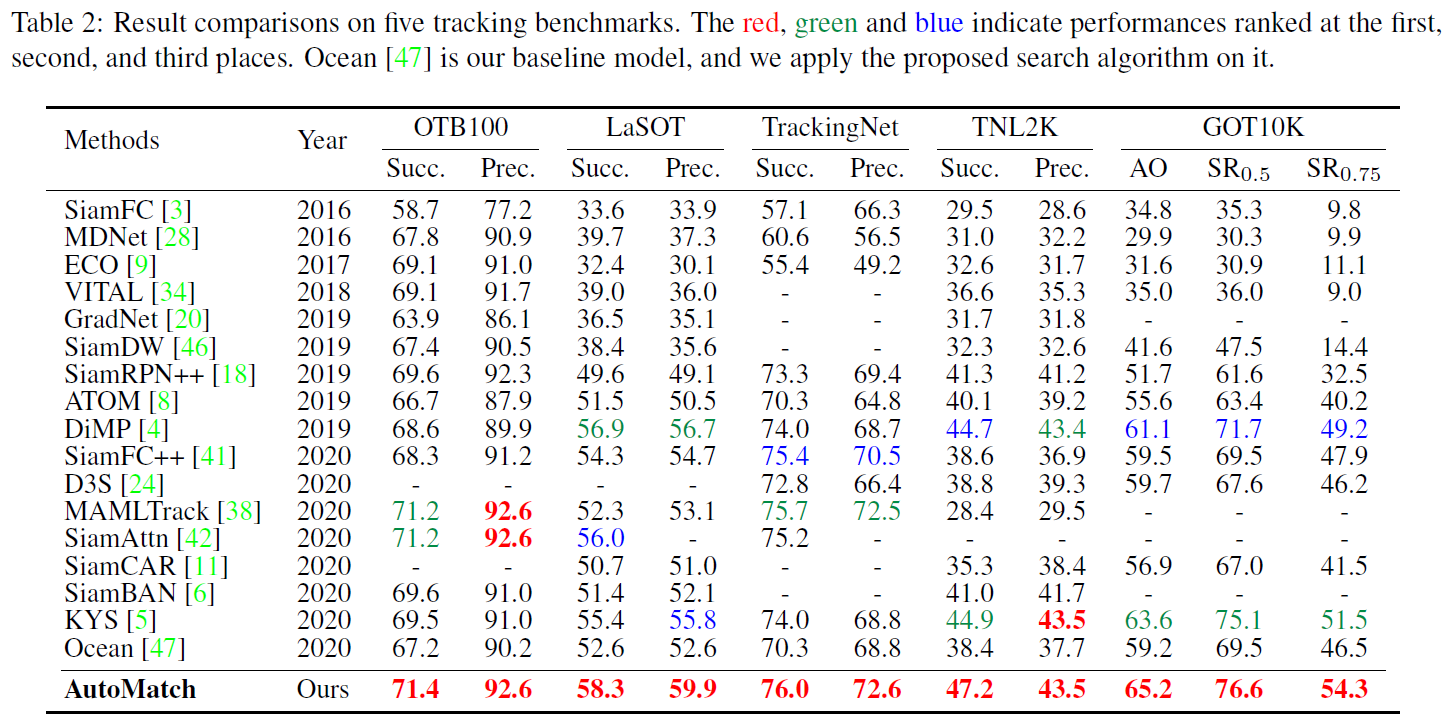 Table 2: Result comparisons on five tracking benchmarks. The red, green and blue indicate performances ranked at the first,
second, and third places. Ocean [47] is our baseline model, and we apply the proposed search algorithm on it.
Methods Year OTB100 LaSOT TrackingNet TNL2K GOT10K
Succ. Prec. Succ. Prec. Succ. Prec. Succ. Prec. AO SR0.5 SR0.75
SiamFC [3] 2016 58.7 77.2 33.6 33.9 57.1 66.3 29.5 28.6 34.8 35.3 9.8
MDNet [28] 2016 67.8 90.9 39.7 37.3 60.6 56.5 31.0 32.2 29.9 30.3 9.9
ECO [9] 2017 69.1 91.0 32.4 30.1 55.4 49.2 32.6 31.7 31.6 30.9 11.1
VITAL [34] 2018 69.1 91.7 39.0 36.0 - - 36.6 35.3 35.0 36.0 9.0
GradNet [20] 2019 63.9 86.1 36.5 35.1 - - 31.7 31.8 - - -
SiamDW [46] 2019 67.4 90.5 38.4 35.6 - - 32.3 32.6 41.6 47.5 14.4
SiamRPN++ [18] 2019 69.6 92.3 49.6 49.1 73.3 69.4 41.3 41.2 51.7 61.6 32.5
ATOM [8] 2019 66.7 87.9 51.5 50.5 70.3 64.8 40.1 39.2 55.6 63.4 40.2
DiMP [4] 2019 68.6 89.9 56.9 56.7 74.0 68.7 44.7 43.4 61.1 71.7 49.2
SiamFC++ [41] 2020 68.3 91.2 54.3 54.7 75.4 70.5 38.6 36.9 59.5 69.5 47.9
D3S [24] 2020 - - - - 72.8 66.4 38.8 39.3 59.7 67.6 46.2
MAMLTrack [38] 2020 71.2 92.6 52.3 53.1 75.7 72.5 28.4 29.5 - - -
SiamAttn [42] 2020 71.2 92.6 56.0 - 75.2 - - - - - -
SiamCAR [11] 2020 - - 50.7 51.0 - - 35.3 38.4 56.9 67.0 41.5
SiamBAN [6] 2020 69.6 91.0 51.4 52.1 - - 41.0 41.7 - - -
KYS [5] 2020 69.5 91.0 55.4 55.8 74.0 68.8 44.9 43.5 63.6 75.1 51.5
Ocean [47] 2020 67.2 90.2 52.6 52.6 70.3 68.8 38.4 37.7 59.2 69.5 46.5
AutoMatch Ours 71.4 92.6 58.3 59.9 76.0 72.6 47.2 43.5 65.2 76.6 54.3